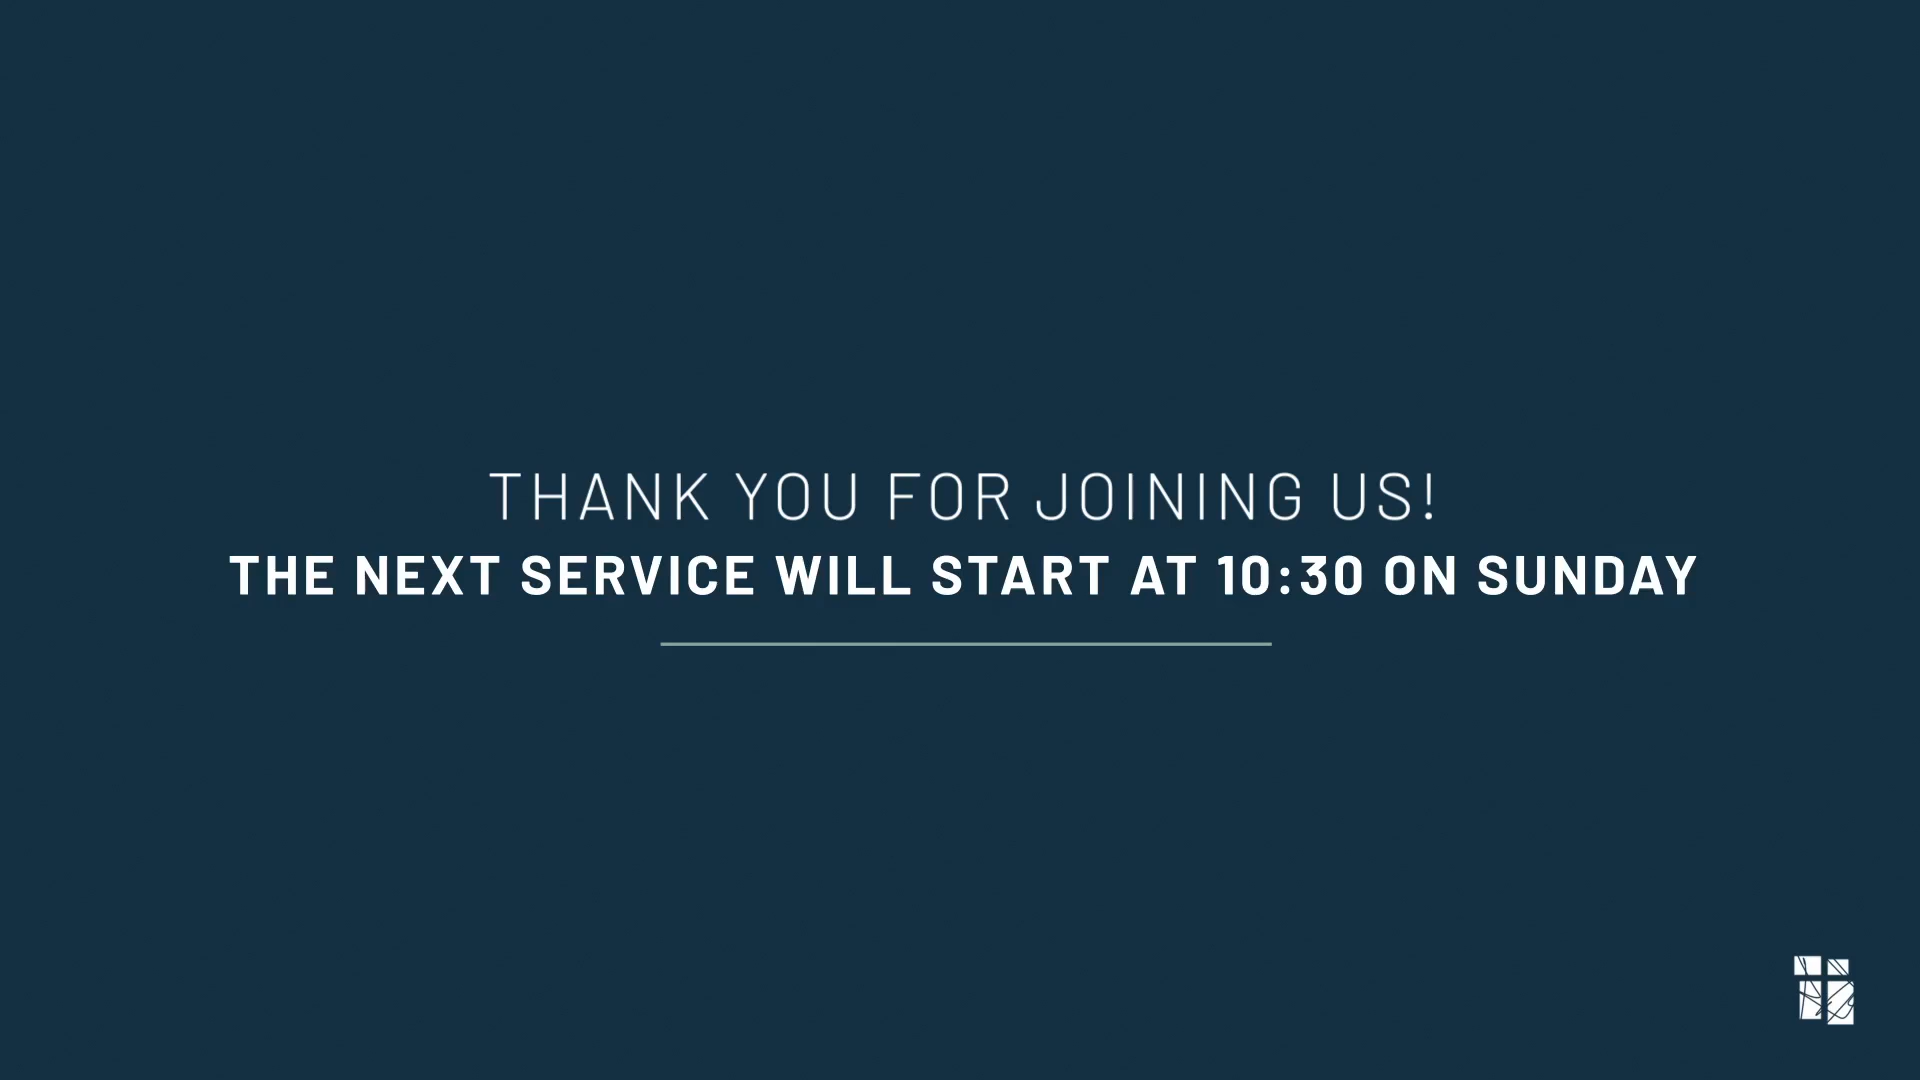 THANK YOU FOR JOINING US!
THE NEXT SERVICE WILL START AT 10:30 ON SUNDAY